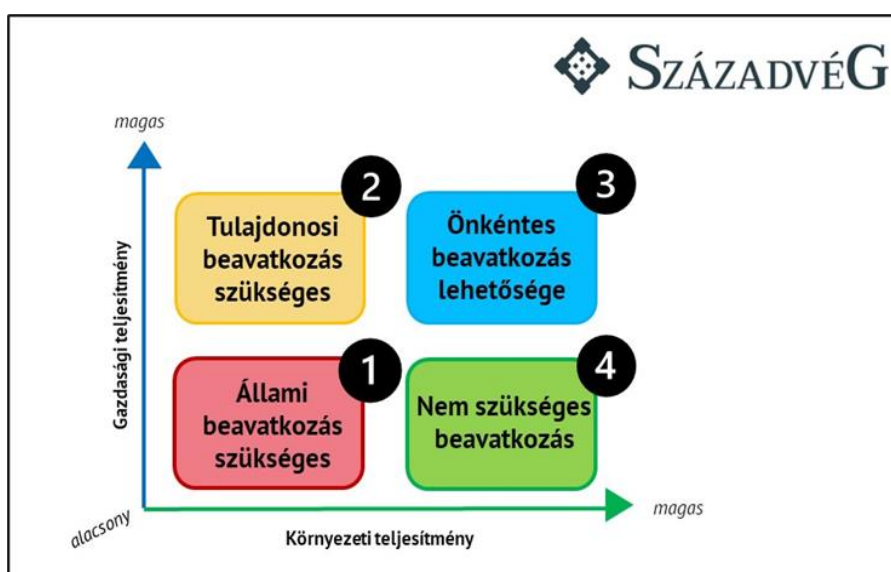 SZÁZADVÉG
magas
2
3
Tulajdonosi
beavatkozás
szükséges
Önkéntes
beavatkozás
lehetősége
Gazdasági teljesítmény
1
4
Állami
beavatkozás
szükséges
Nem szükséges
beavatkozás
alacsony
Környezeti teljesítmény
magas